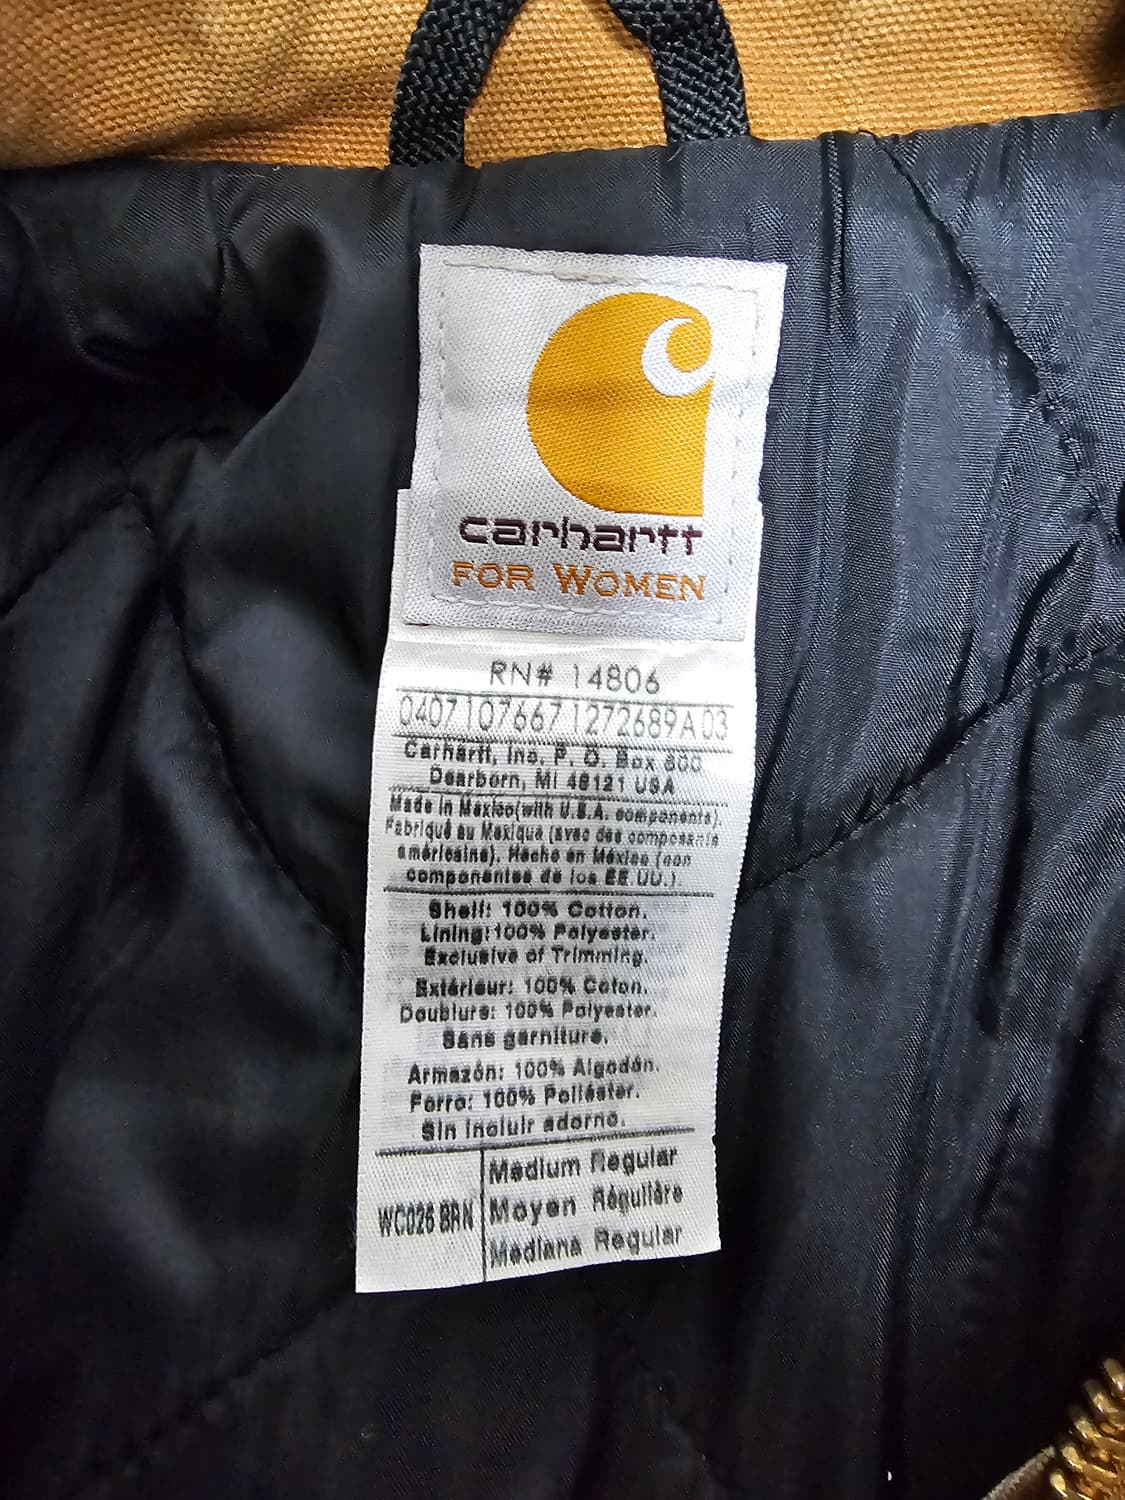 carhartt
FOR WOMEN
RN# 14806
0407107667 1272689A03
Carhartt, Inc. P. O. Box 600
Dearborn, MI 48121 USA
Made in Mexico(with U.S.A. components).
Fabriqué au Mexique (avec des composants
américains). Hecho en México (con
componentes de los EE.UU.).
Shell: 100% Cotton.
Lining:100% Polyester.
Exclusive of Trimming.
Extérieur: 100% Coton.
Doublure: 100% Polyester.
Sans garniture.
Armazón: 100% Algodón.
Forro: 100% Poliéster.
Sin incluir adorno.
WC026 BRN
Medium Regular
Moyen Régulière
Mediana Regular